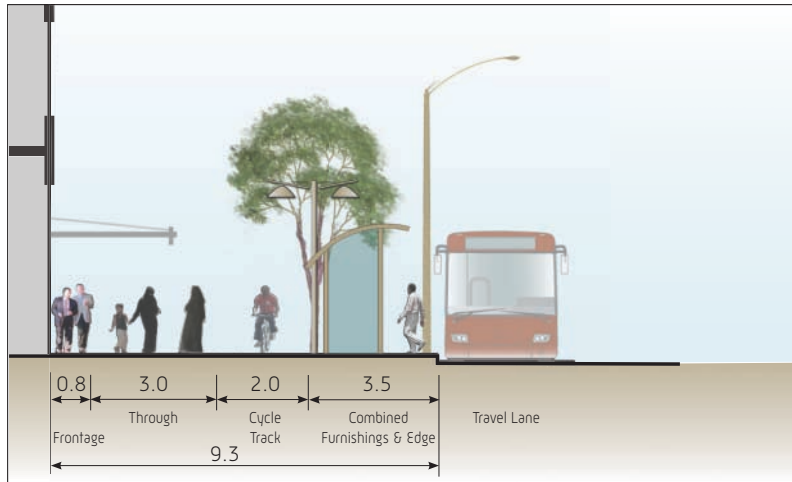 0.8 3.0 2.0 3.5
Through Cycle Combined Travel Lane
Frontage Track Furnishings & Edge
9.3